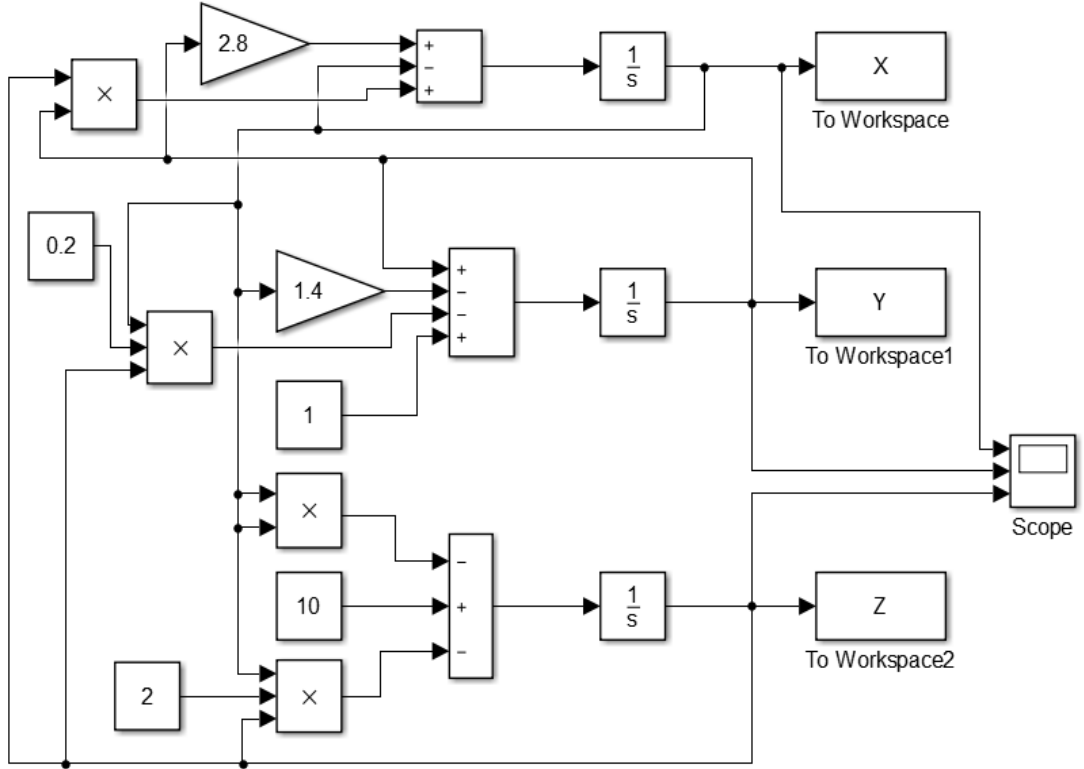 2.8
×
+
−
+
1
s
X
To Workspace
0.2
×
1.4
+
−
−
+
1
s
Y
To Workspace1
1
×
Scope
−
10
+
−
1
s
Z
To Workspace2
2
×